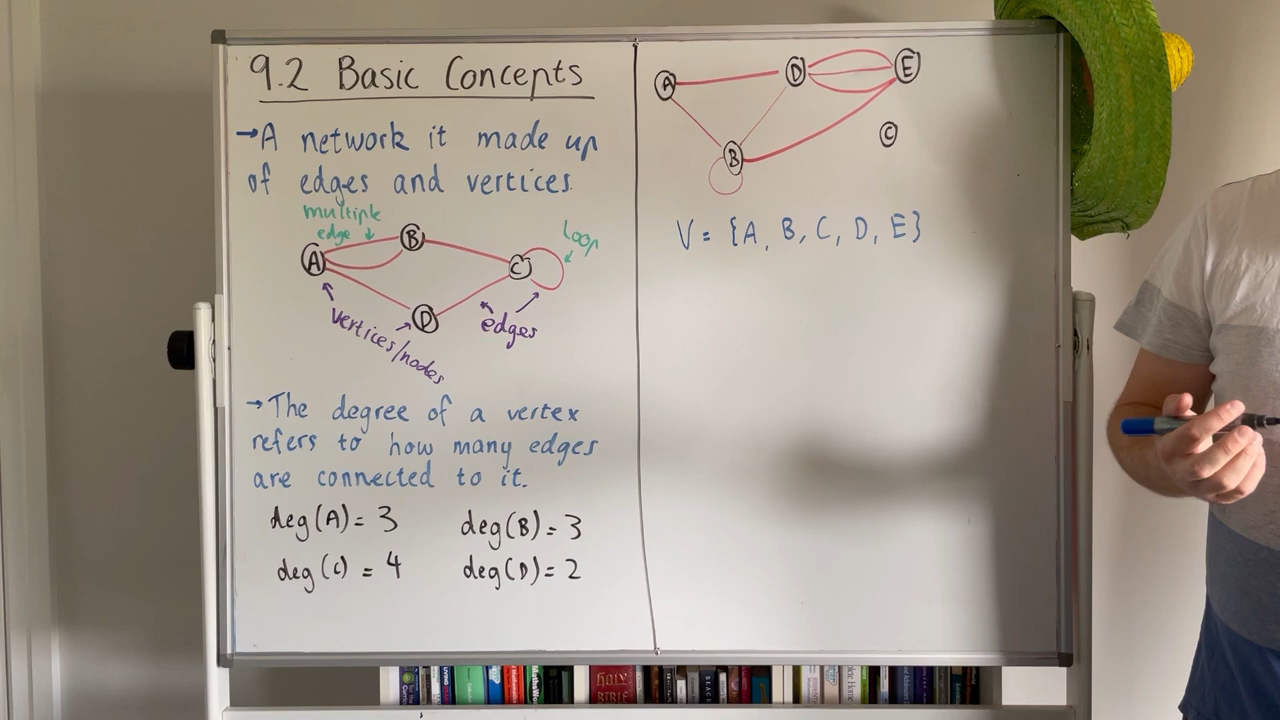 9.2 Basic Concepts
→A network it made up
of edges and vertices.
multiple
edge
A
B
C
D
Loop
vertices/nodes
edges
→The degree of a vertex
refers to how many edges
are connected to it.
deg(A) = 3
deg(B) = 3
deg(C) = 4
deg(D) = 2
A
D
E
B
C
V = {A, B, C, D, E}
HOLY
BIBLE